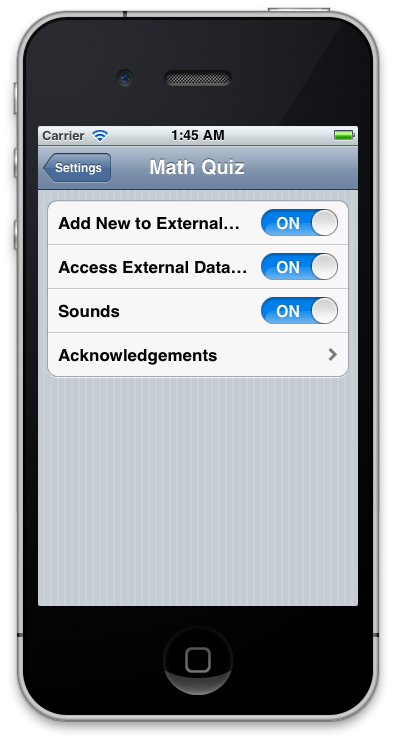 Carrier 1:45 AM
Settings Math Quiz
Add New to External... ON
Access External Data... ON
Sounds ON
Acknowledgements